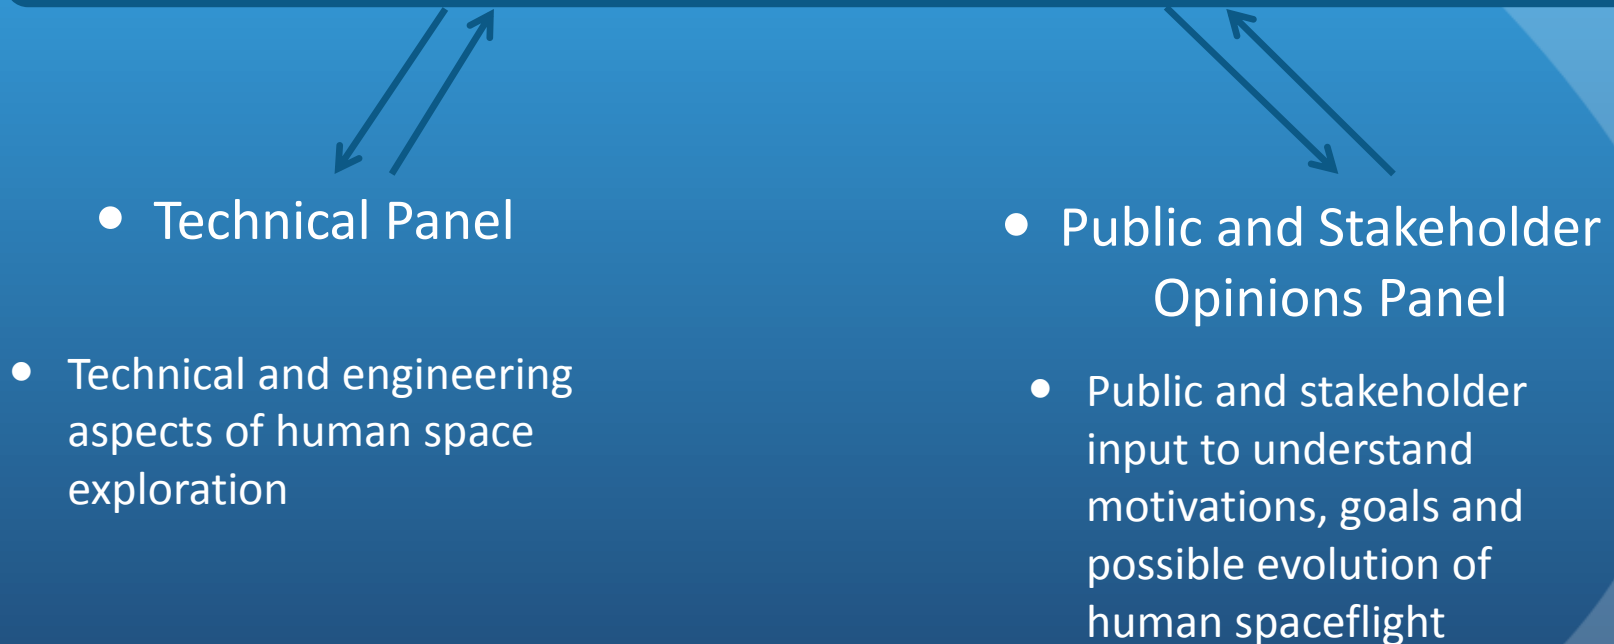 • Technical Panel
• Technical and engineering
aspects of human space
exploration
• Public and Stakeholder
Opinions Panel
• Public and stakeholder
input to understand
motivations, goals and
possible evolution of
human spaceflight